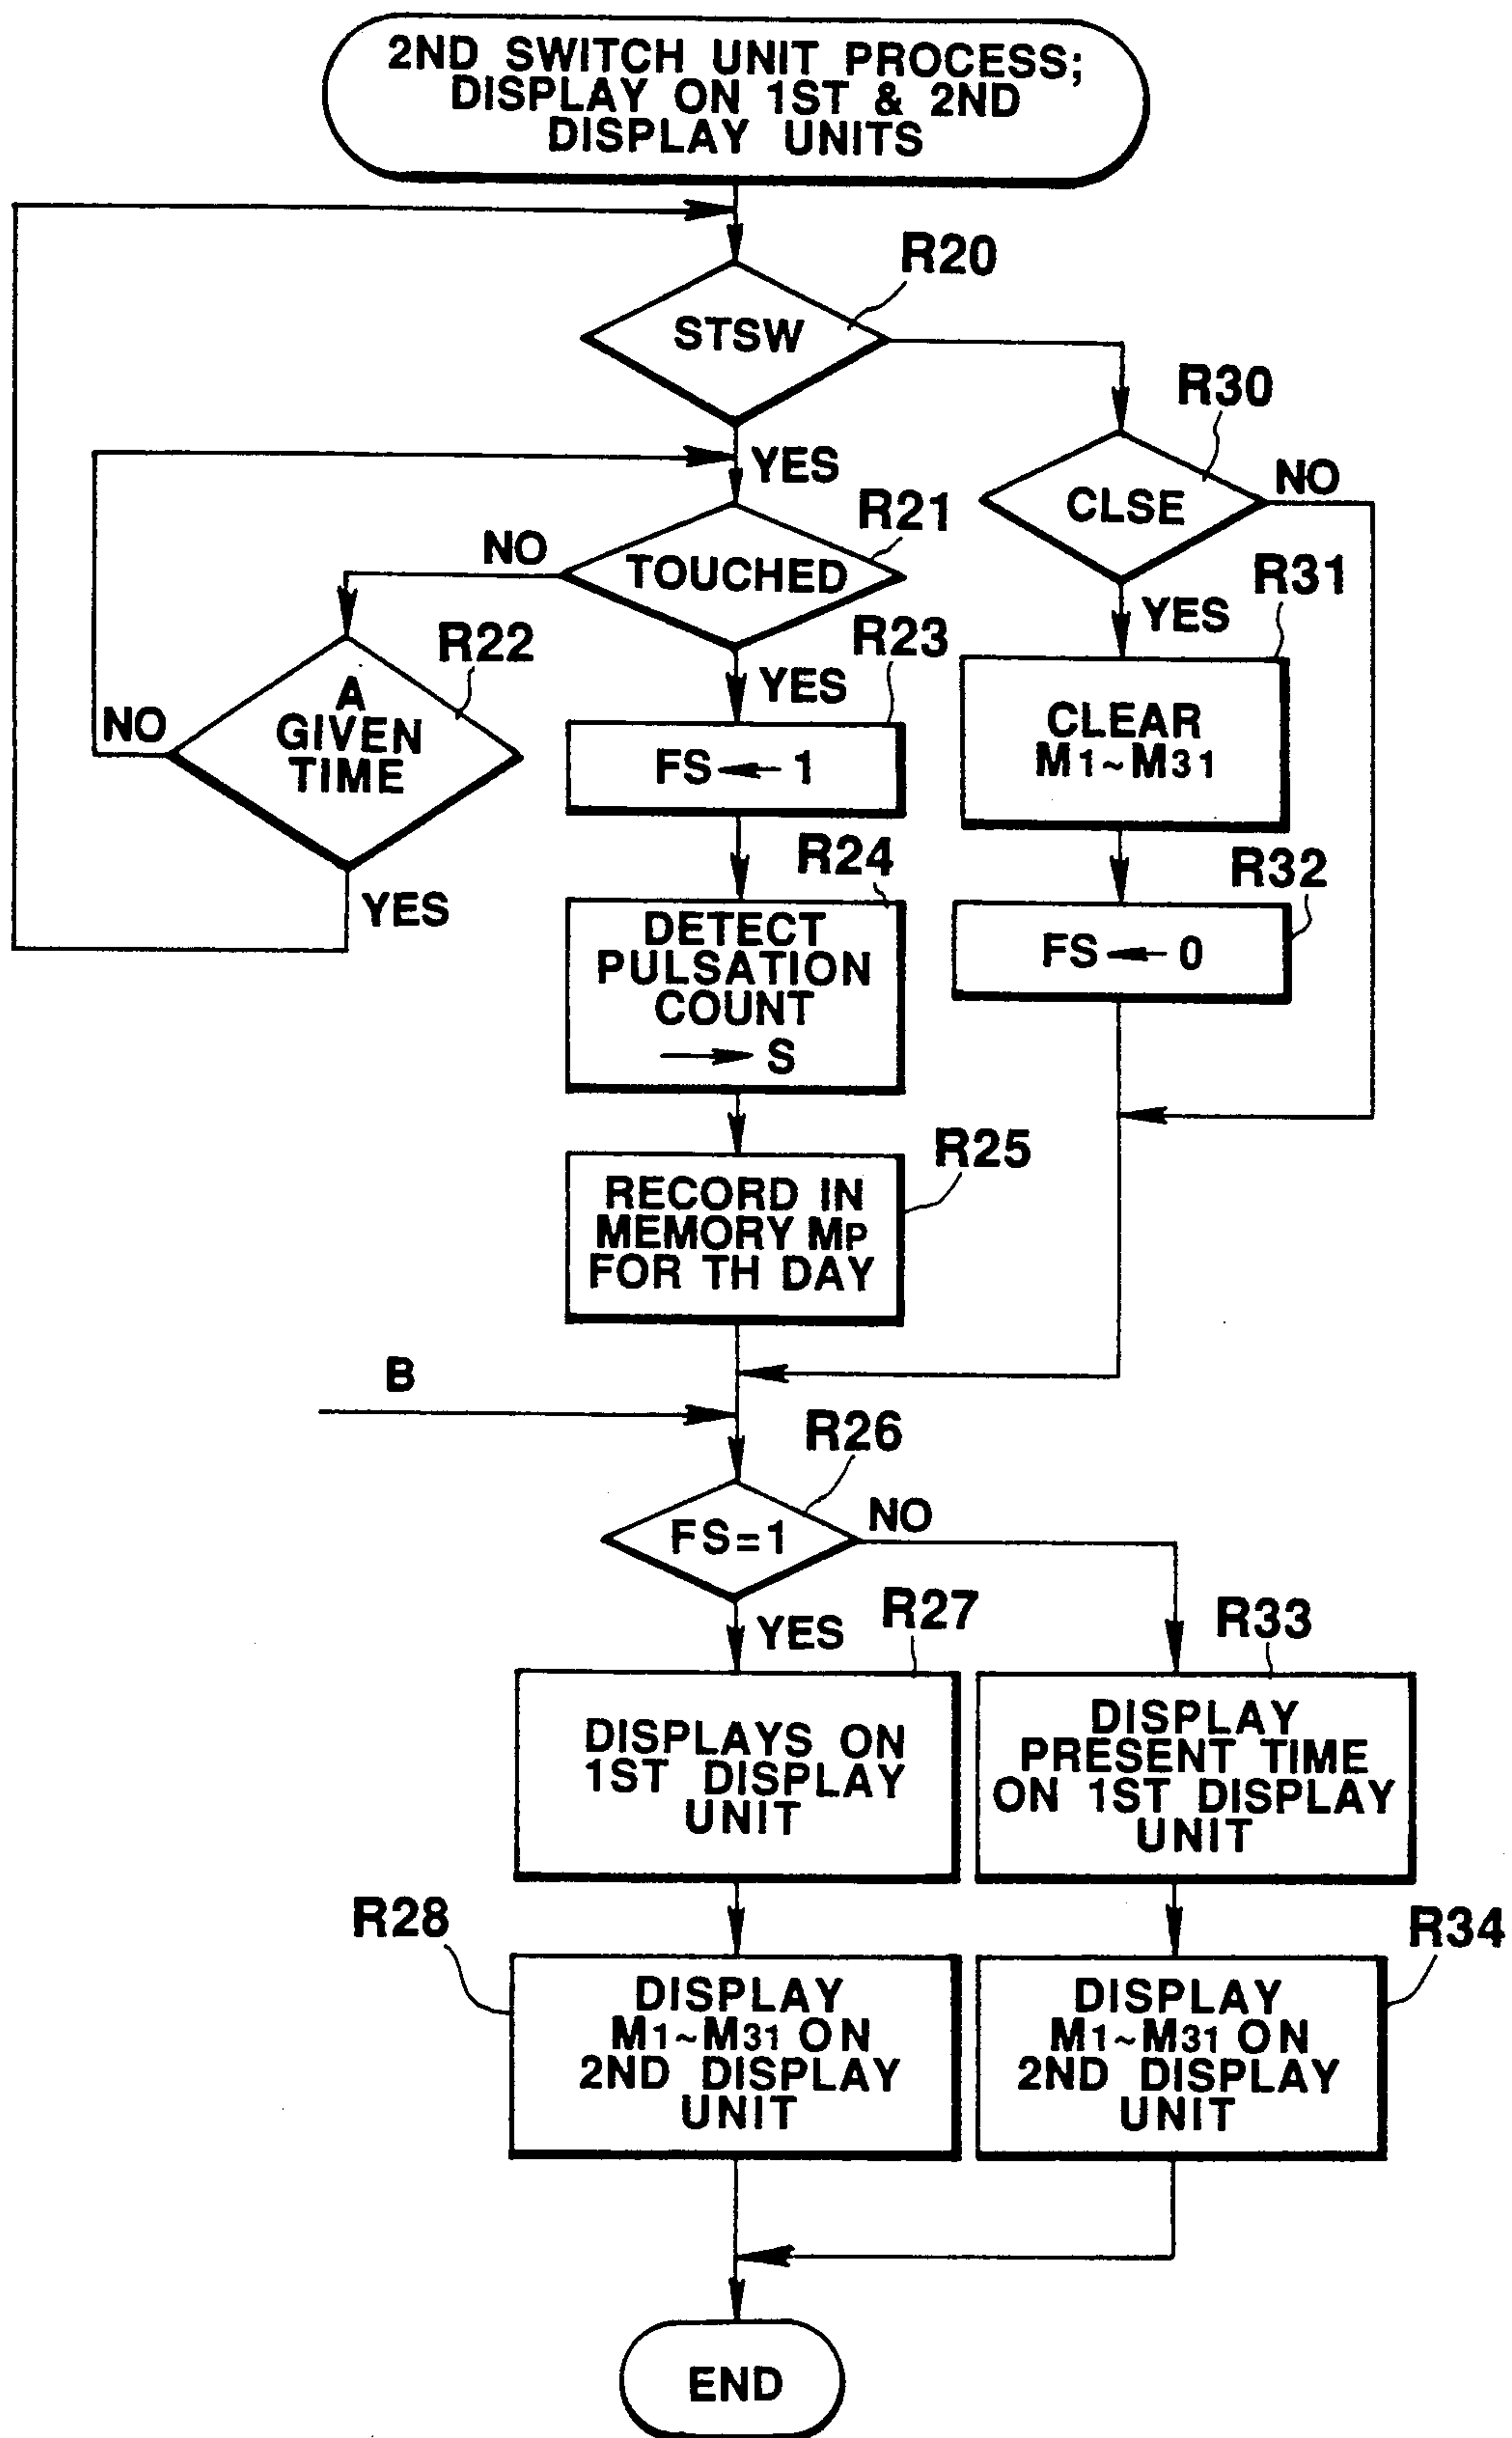 2ND SWITCH UNIT PROCESS;
DISPLAY ON 1ST & 2ND
DISPLAY UNITS
R20
STSW
R30
YES
CLSE
NO
R21
NO
TOUCHED
R31
YES
R22
R23
YES
A
GIVEN
TIME
NO
CLEAR
M1~M31
FS ← 1
R24
R32
YES
DETECT
PULSATION
COUNT
→ S
FS ← 0
R25
RECORD IN
MEMORY MP
FOR TH DAY
B
R26
FS=1
NO
R27
YES
R33
DISPLAYS ON
1ST DISPLAY
UNIT
DISPLAY
PRESENT TIME
ON 1ST DISPLAY
UNIT
R28
R34
DISPLAY
M1~M31 ON
2ND DISPLAY
UNIT
DISPLAY
M1~M31 ON
2ND DISPLAY
UNIT
END